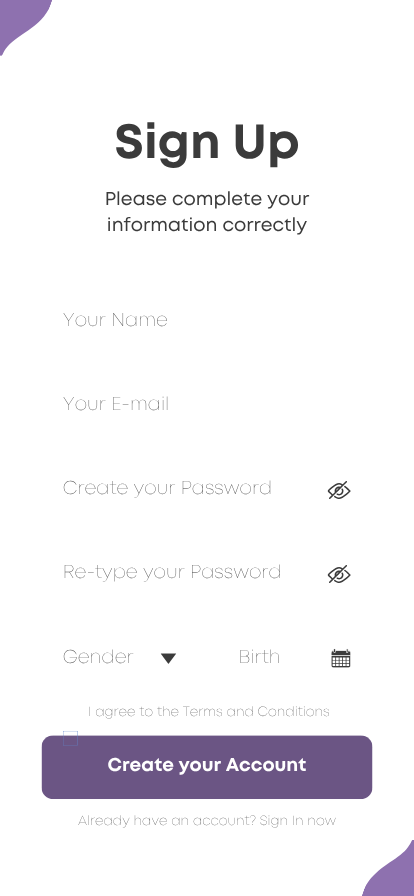 Sign Up
Please complete your
information correctly
Your Name
Your E-mail
Create your Password
Re-type your Password
Gender
Birth
I agree to the Terms and Conditions
Create your Account
Already have an account? Sign In now